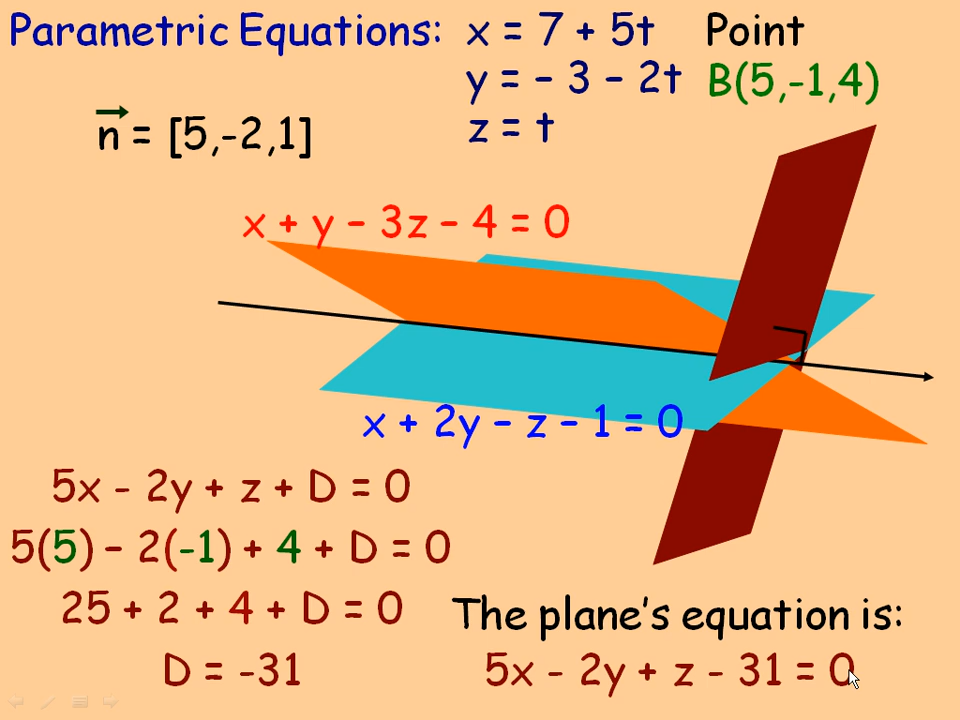 Parametric Equations: x = 7 + 5t Point
y = – 3 – 2t B(5,-1,4)
n = [5,-2,1] z = t
x + y – 3z – 4 = 0
x + 2y – z – 1 = 0
5x - 2y + z + D = 0
5(5) – 2(-1) + 4 + D = 0
25 + 2 + 4 + D = 0 The plane's equation is:
D = -31 5x - 2y + z - 31 = 0